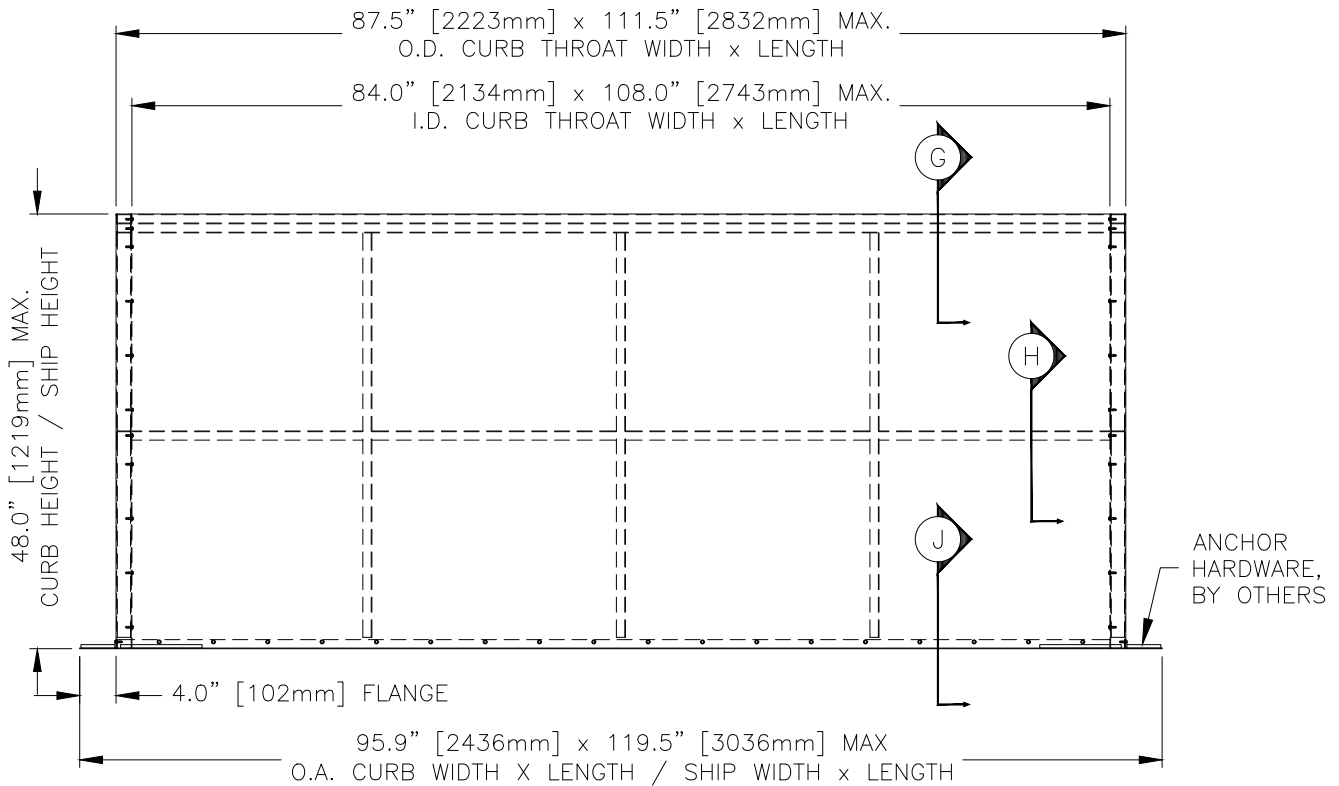 87.5” [2223mm] x 111.5” [2832mm] MAX.
O.D. CURB THROAT WIDTH x LENGTH
84.0” [2134mm] x 108.0” [2743mm] MAX.
I.D. CURB THROAT WIDTH x LENGTH
G
48.0” [1219mm] MAX.
CURB HEIGHT / SHIP HEIGHT
H
J
ANCHOR
HARDWARE,
BY OTHERS
4.0” [102mm] FLANGE
95.9” [2436mm] x 119.5” [3036mm] MAX
O.A. CURB WIDTH X LENGTH / SHIP WIDTH x LENGTH